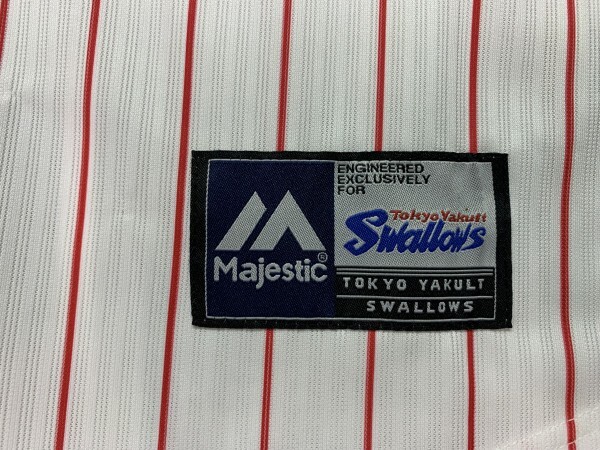 Majestic®
ENGINEERED
EXCLUSIVELY
FOR
Tokyo Yakult
Swallows
TOKYO YAKULT
SWALLOWS